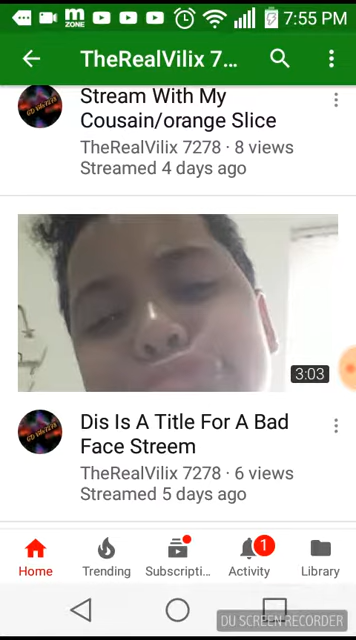 m
ZONE
7:55 PM
TheRealVilix 7...
Stream With My
Cousain/orange Slice
TheRealVilix 7278 · 8 views
Streamed 4 days ago
3:03
Dis Is A Title For A Bad
Face Streem
TheRealVilix 7278 · 6 views
Streamed 5 days ago
1
Home
Trending
Subscripti...
Activity
Library
DU SCREEN RECORDER